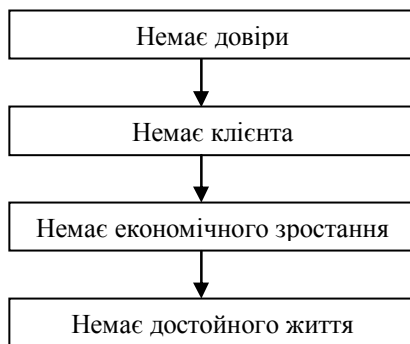 Немає довіри
Немає клієнта
Немає економічного зростання
Немає достойного життя